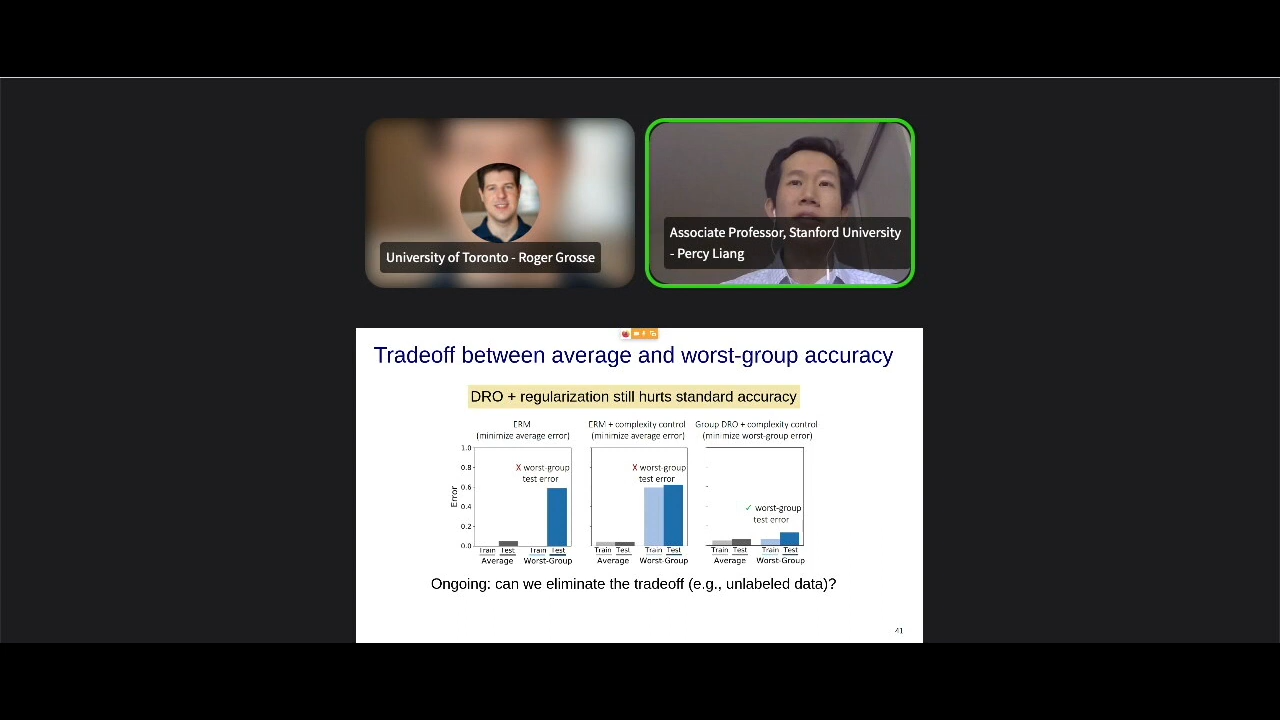 University of Toronto - Roger Grosse
Associate Professor, Stanford University
- Percy Liang
Tradeoff between average and worst-group accuracy
DRO + regularization still hurts standard accuracy
ERM
(minimize average error)
ERM + complexity control
(minimize average error)
Group DRO + complexity control
(minimize worst-group error)
Error
1.0
0.8
0.6
0.4
0.2
0.0
X worst-group
test error
X worst-group
test error
✓ worst-group
test error
Train Test Train Test
Average Worst-Group
Train Test Train Test
Average Worst-Group
Train Test Train Test
Average Worst-Group
Ongoing: can we eliminate the tradeoff (e.g., unlabeled data)?
41